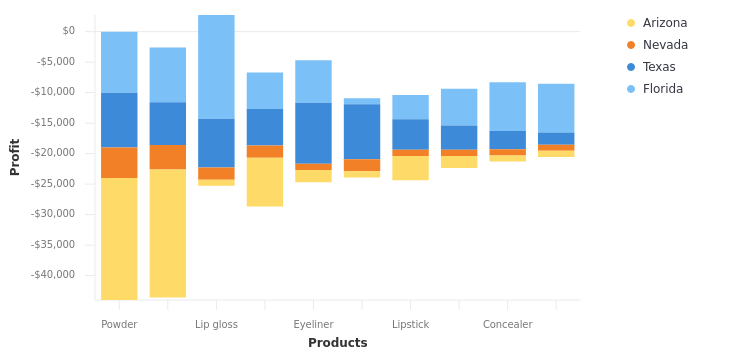 $0
-$5,000
-$10,000
-$15,000
-$20,000
-$25,000
-$30,000
-$35,000
-$40,000
Profit
Powder
Lip gloss
Eyeliner
Lipstick
Concealer
Products
Arizona
Nevada
Texas
Florida